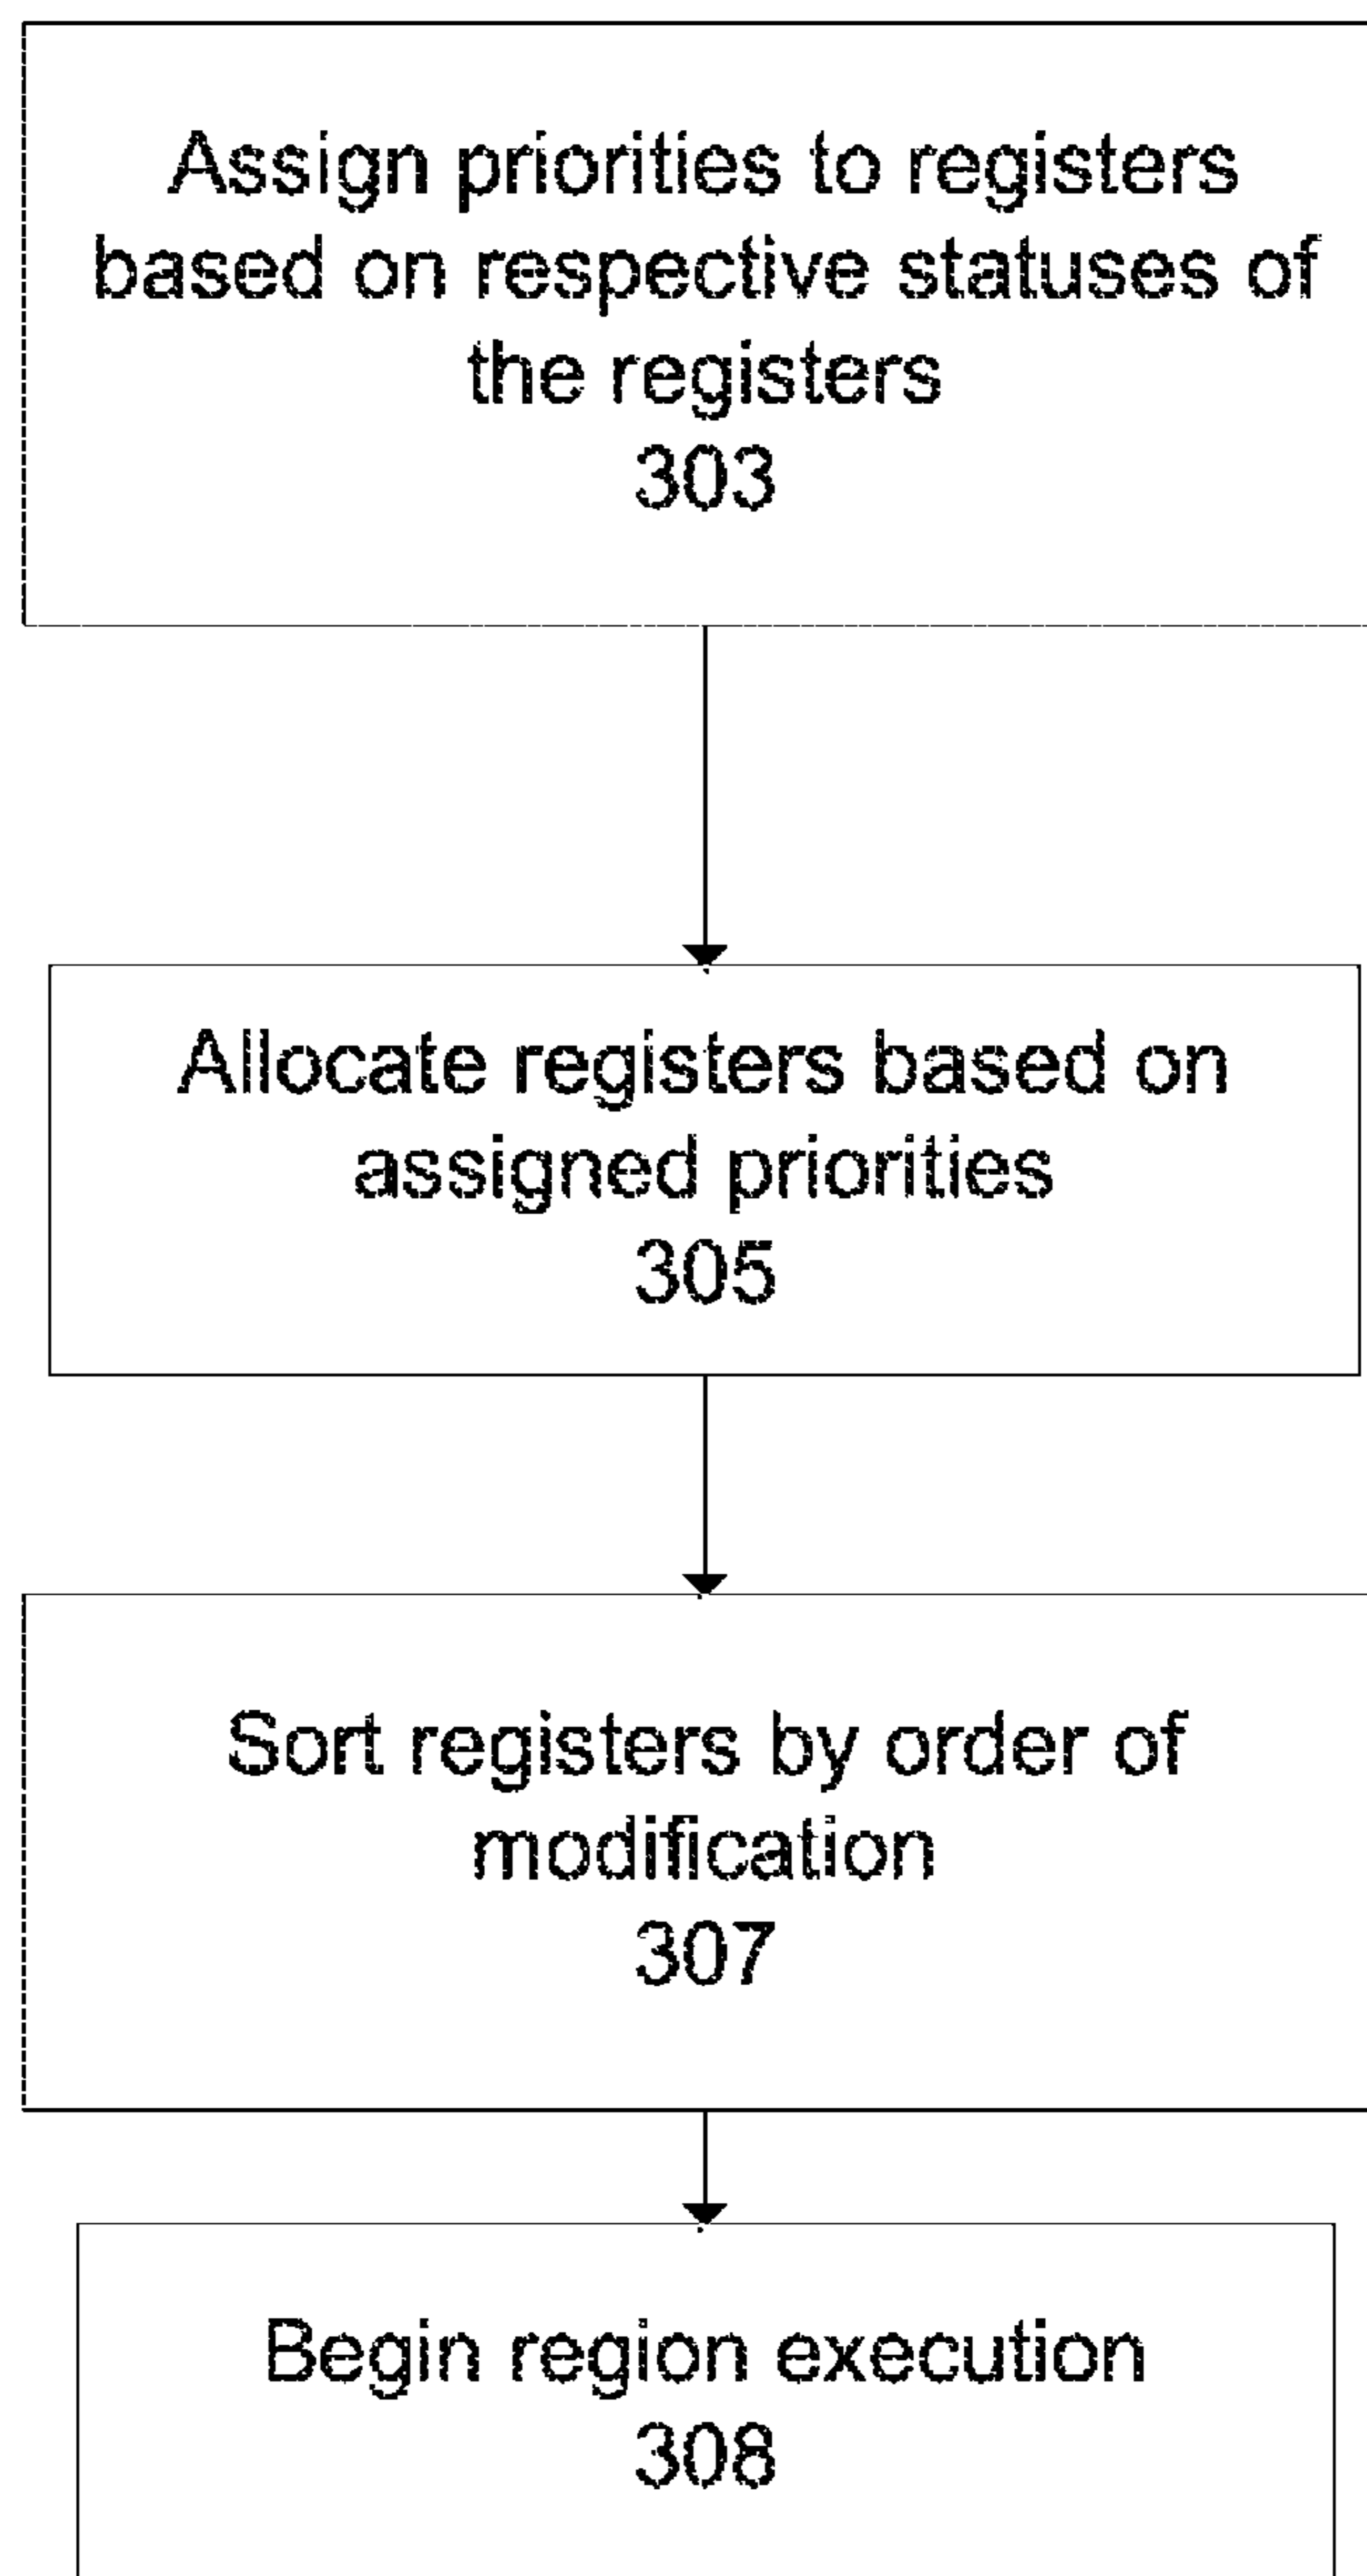 Assign priorities to registers
based on respective statuses of
the registers
303
Allocate registers based on
assigned priorities
305
Sort registers by order of
modification
307
Begin region execution
308